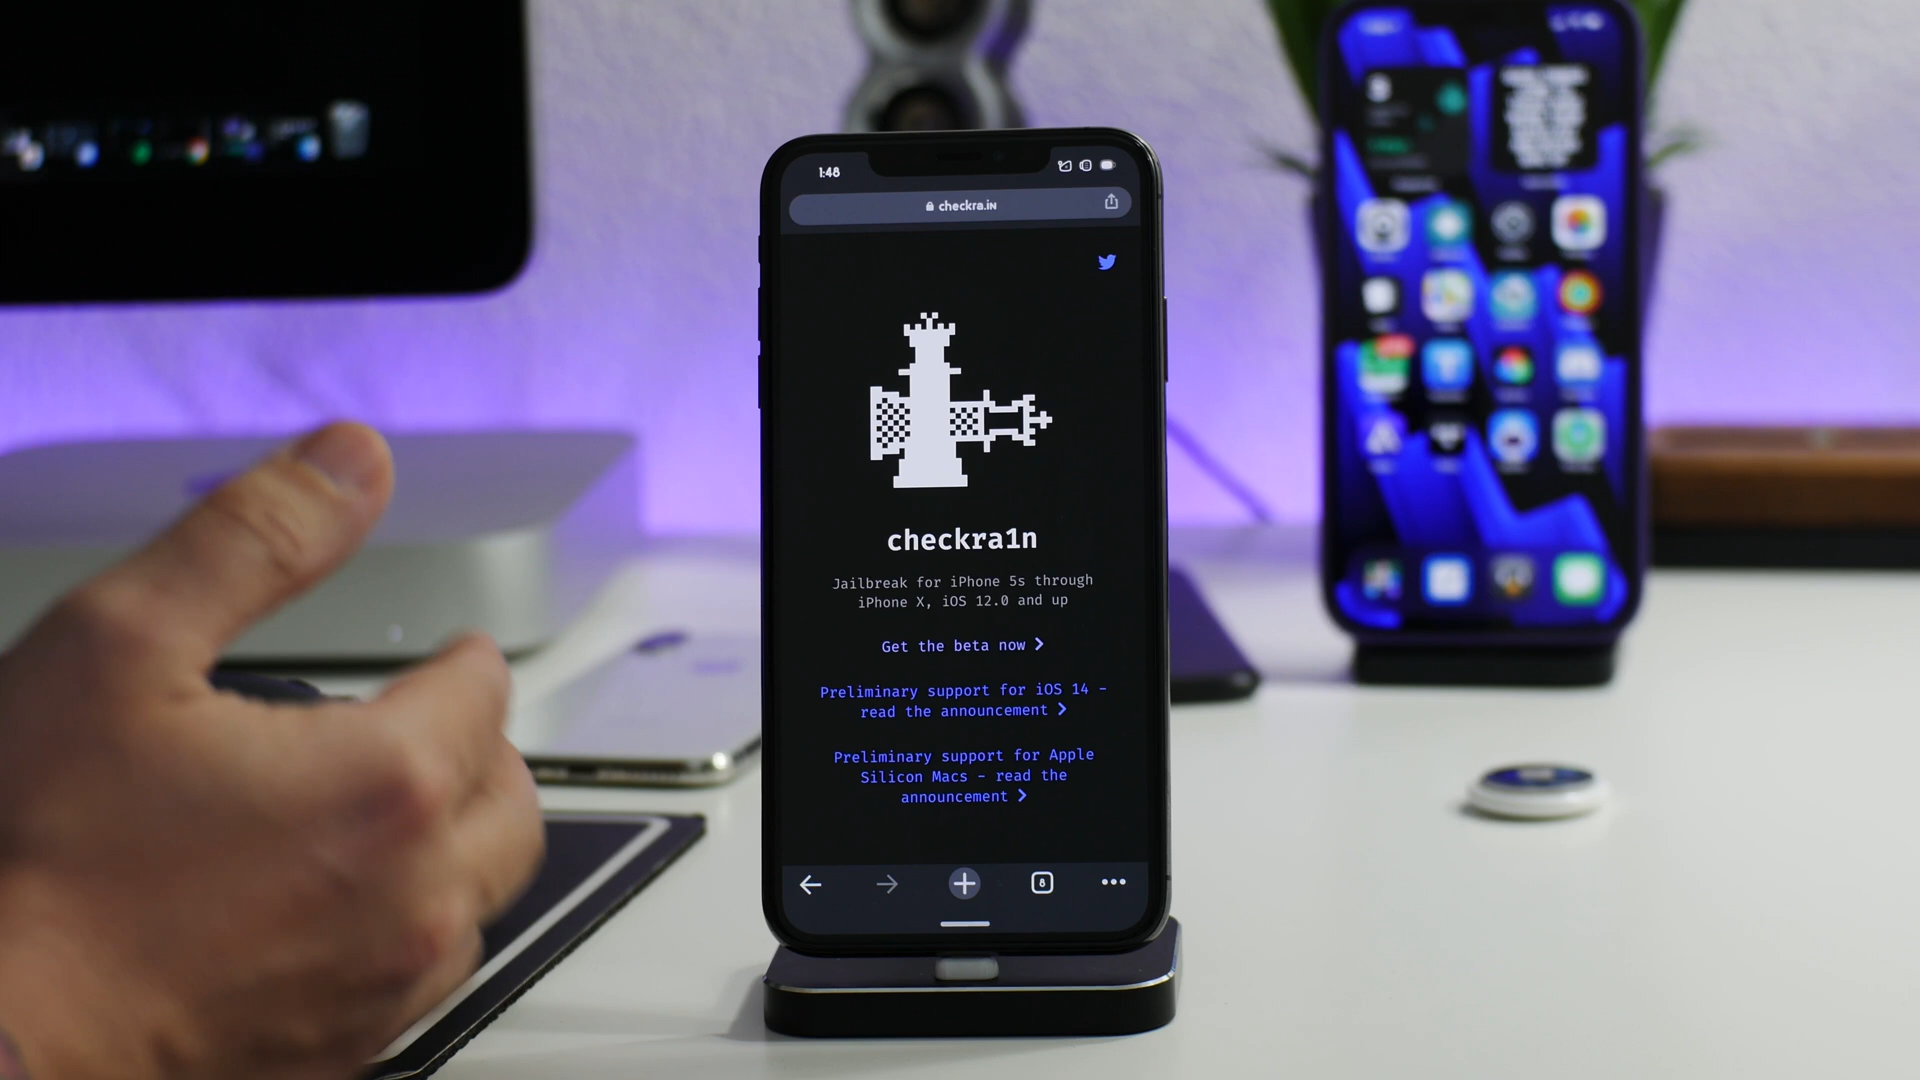 1:48
checkra.in
checkra1n
Jailbreak for iPhone 5s through
iPhone X, iOS 12.0 and up
Get the beta now
Preliminary support for iOS 14 -
read the announcement
Preliminary support for Apple
Silicon Macs - read the
announcement
8